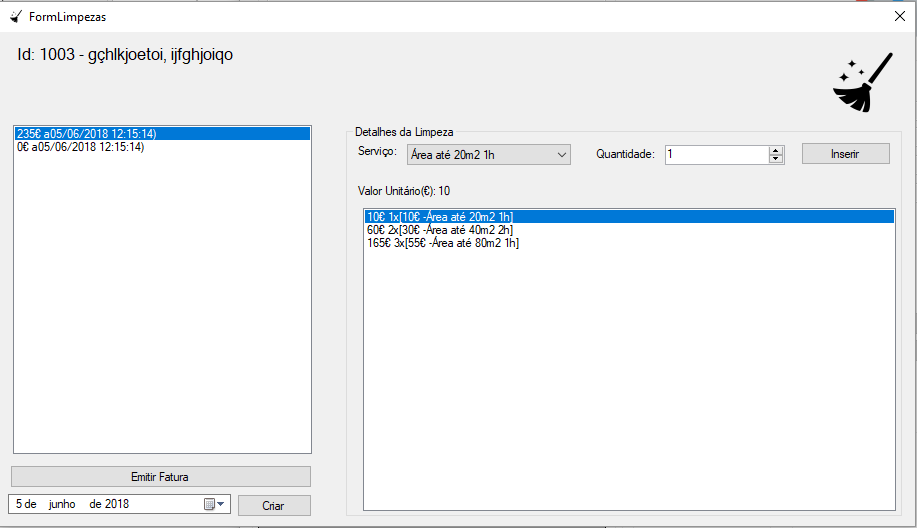 FormLimpezas
Id: 1003 - gçhlkjoetoi, ijfghjoiqo
235€ a05/06/2018 12:15:14)
0€ a05/06/2018 12:15:14)
Emitir Fatura
5 de junho de 2018
Criar
Detalhes da Limpeza
Serviço: Área até 20m2 1h Quantidade: 1 Inserir
Valor Unitário(€): 10
10€ 1x[10€ -Área até 20m2 1h]
60€ 2x[30€ -Área até 40m2 2h]
165€ 3x[55€ -Área até 80m2 1h]